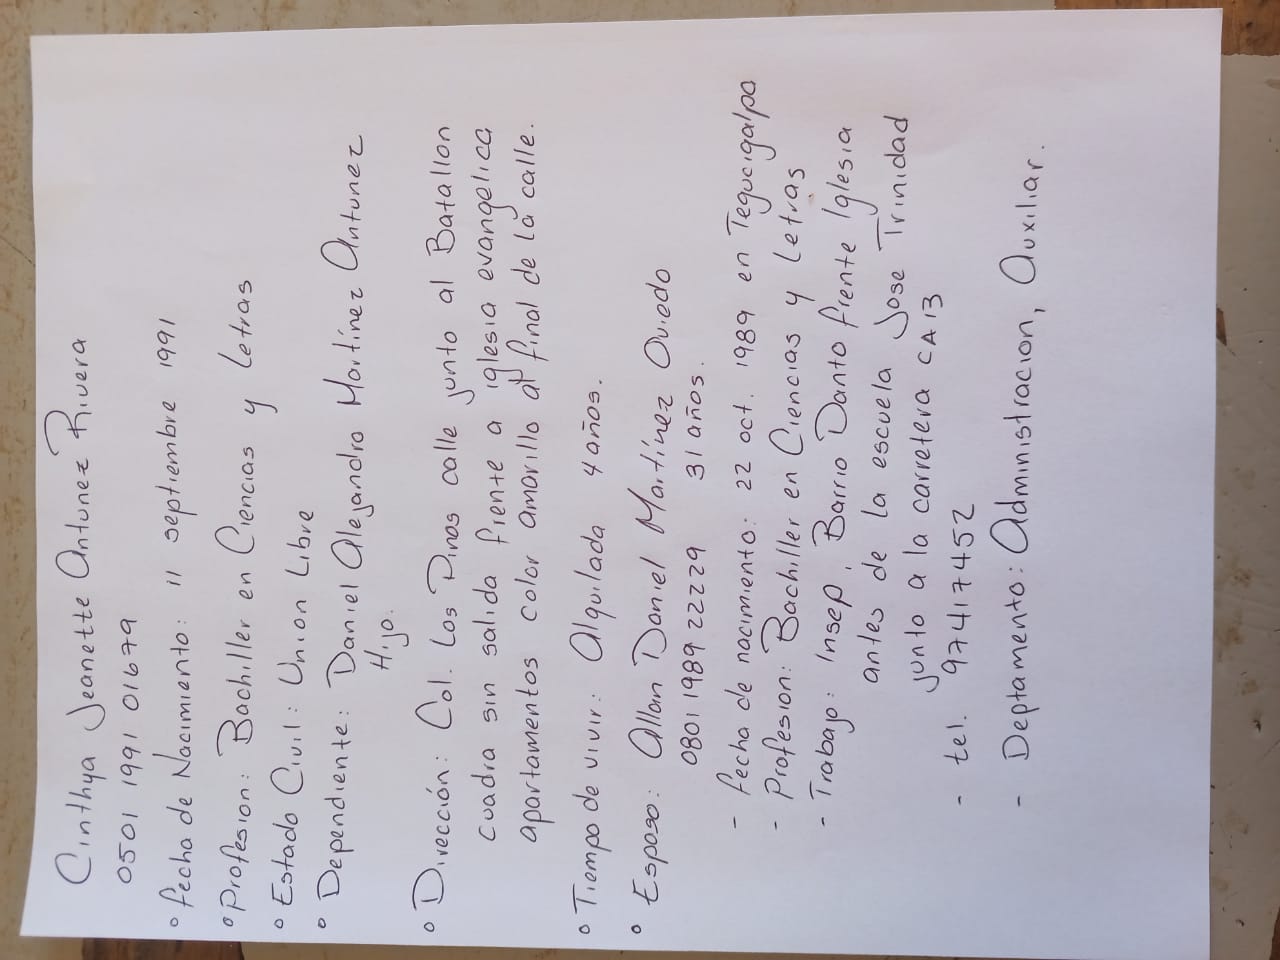 Cinthya Jeanette Antunez Rivera
0501 1991 01679
° fecha de Nacimiento: 11 septiembre 1991
° Profesion: Bachiller en Ciencias y Letras
° Estado Civil: Union Libre
° Dependiente: Daniel Alejandro Martínez Antunez
Hijo.
° Dirección: Col. Los Pinos calle junto al Batallon
cuadra sin salida frente a iglesia evangelica
apartamentos color amarillo al final de la calle.
° Tiempo de vivir: Alquilada 4 años.
° Esposo: Allan Daniel Martínez Oviedo
0801 1989 22229 31 años.
- fecha de nacimiento: 22 oct. 1989 en Tegucigalpa
- Profesion: Bachiller en Ciencias y Letras
- Trabajo: Insep, Barrio Danto frente Iglesia
antes de la escuela Jose Trinidad
junto a la carretera CA13
- tel. 97417452
- Deptamento: Administracion, Auxiliar.